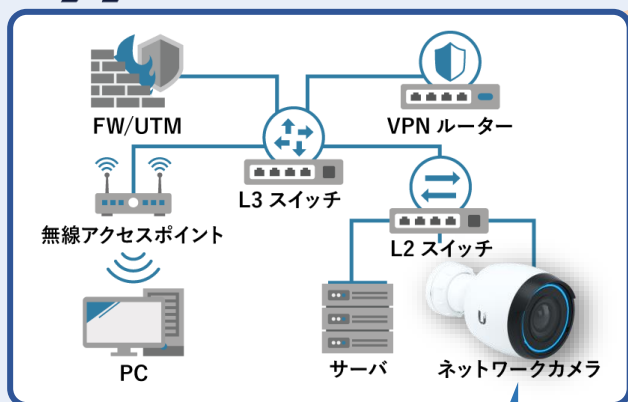 FW/UTM
VPN ルーター
L3 スイッチ
無線アクセスポイント
L2 スイッチ
PC
サーバ
ネットワークカメラ